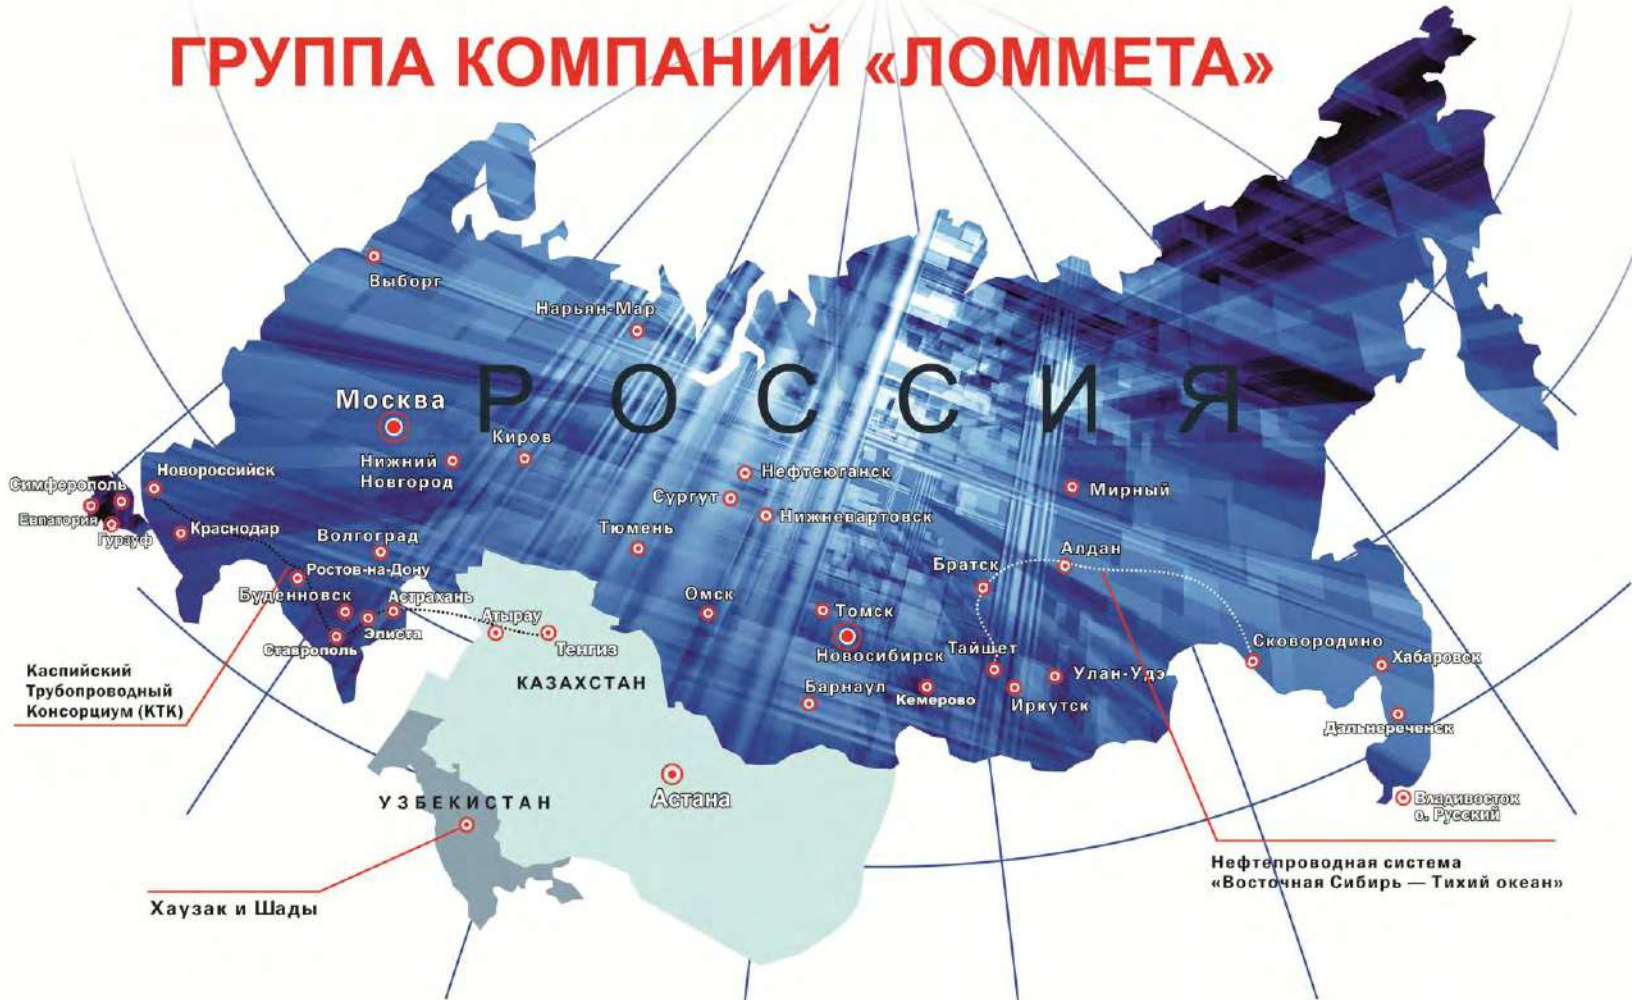 ГРУППА КОМПАНИЙ «ЛОММЕТА»
Выборг
Нарьян-Мар
РОССИЯ
Москва
Киров
Нижний
Новгород
Новороссийск
Симферополь
Евпатория
Гурзуф
Краснодар
Волгоград
Ростов-на-Дону
Буденновск
Астрахань
Элиста
Ставрополь
Атырау
Тенгиз
Нефтеюганск
Сургут
Нижневартовск
Тюмень
Омск
Томск
Новосибирск
Барнаул
Кемерово
Мирный
Алдан
Братск
Тайшет
Улан-Удэ
Иркутск
Сковородино
Хабаровск
Дальнереченск
Владивосток
о. Русский
Каспийский
Трубопроводный
Консорциум (КТК)
КАЗАХСТАН
Астана
УЗБЕКИСТАН
Хаузак и Шады
Нефтепроводная система
«Восточная Сибирь — Тихий океан»